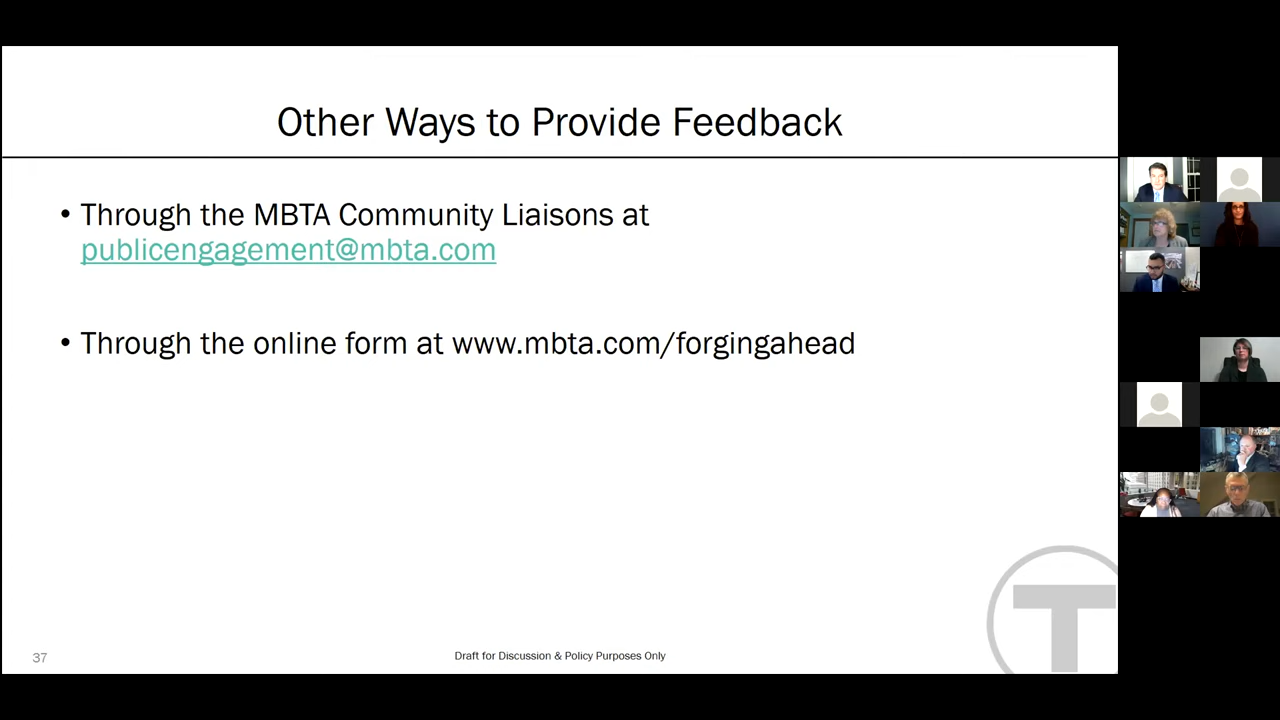 Other Ways to Provide Feedback
• Through the MBTA Community Liaisons at
publicengagement@mbta.com
• Through the online form at www.mbta.com/forgingahead
37
Draft for Discussion & Policy Purposes Only
T